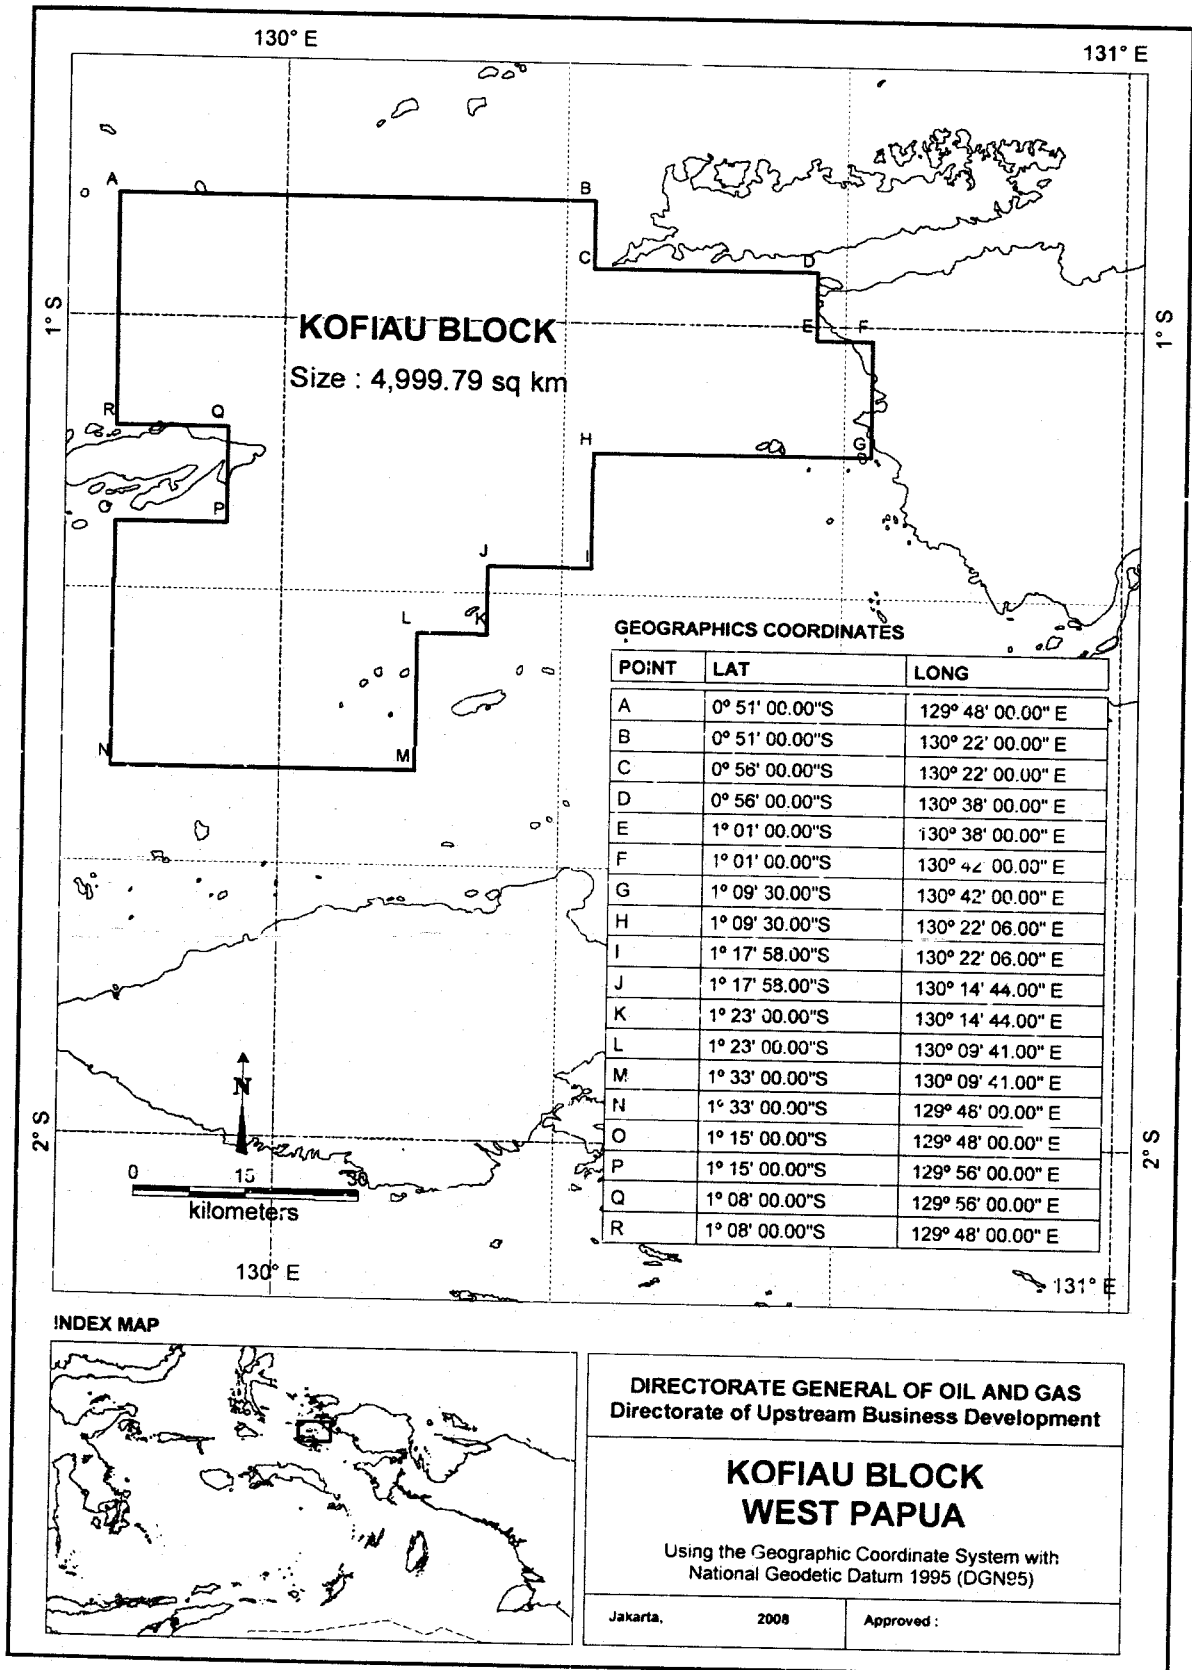 130° E
131° E
A
B
C
D
1° S
KOFIAU BLOCK
E
F
1° S
Size : 4,999.79 sq km
R
Q
H
G
O
P
J
I
L
K
N
M
GEOGRAPHICS COORDINATES
POINT LAT LONG
A 0° 51' 00.00"S 129° 48' 00.00" E
B 0° 51' 00.00"S 130° 22' 00.00" E
C 0° 56' 00.00"S 130° 22' 00.00" E
D 0° 56' 00.00"S 130° 38' 00.00" E
E 1° 01' 00.00"S 130° 38' 00.00" E
F 1° 01' 00.00"S 130° 42' 00.00" E
G 1° 09' 30.00"S 130° 42' 00.00" E
H 1° 09' 30.00"S 130° 22' 06.00" E
I 1° 17' 58.00"S 130° 22' 06.00" E
J 1° 17' 58.00"S 130° 14' 44.00" E
K 1° 23' 00.00"S 130° 14' 44.00" E
L 1° 23' 00.00"S 130° 09' 41.00" E
M 1° 33' 00.00"S 130° 09' 41.00" E
N 1° 33' 00.00"S 129° 48' 00.00" E
O 1° 15' 00.00"S 129° 48' 00.00" E
P 1° 15' 00.00"S 129° 56' 00.00" E
Q 1° 08' 00.00"S 129° 56' 00.00" E
R 1° 08' 00.00"S 129° 48' 00.00" E
N
2° S
2° S
0 15 30
kilometers
130° E
131° E
INDEX MAP
DIRECTORATE GENERAL OF OIL AND GAS
Directorate of Upstream Business Development
KOFIAU BLOCK
WEST PAPUA
Using the Geographic Coordinate System with
National Geodetic Datum 1995 (DGN95)
Jakarta, 2008 Approved :